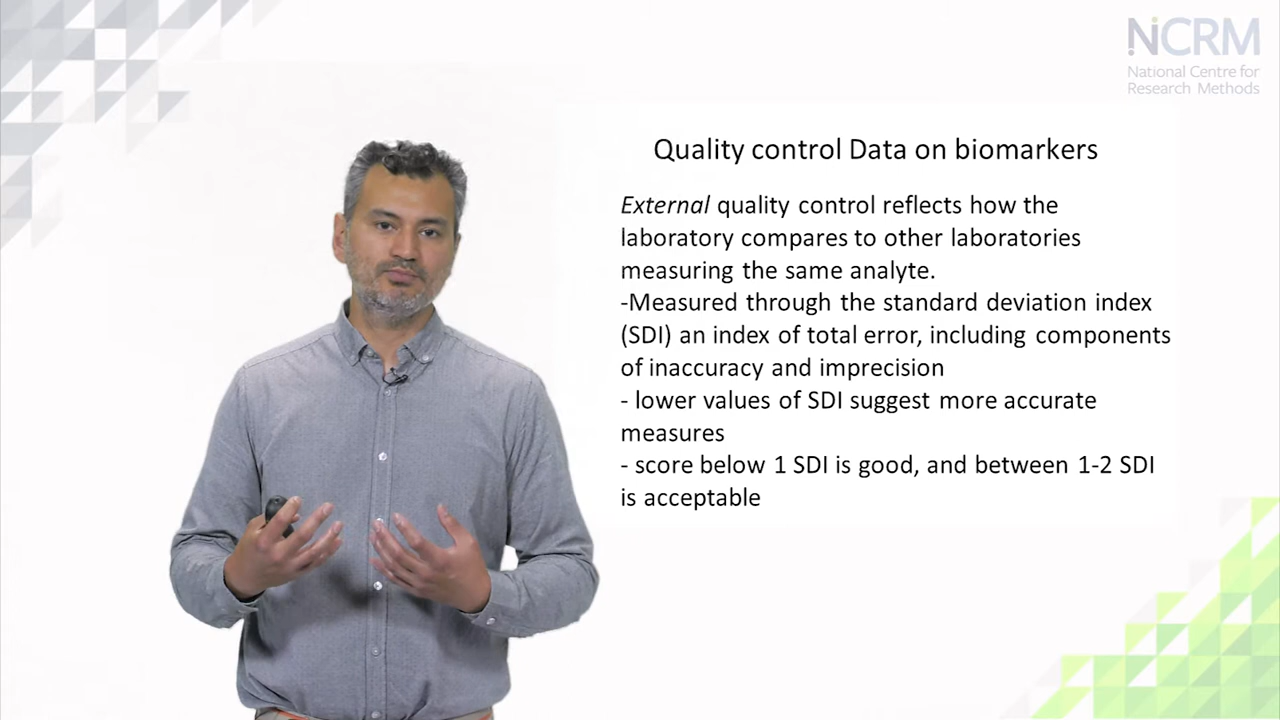 NCRM
National Centre for
Research Methods
Quality control Data on biomarkers
External quality control reflects how the
laboratory compares to other laboratories
measuring the same analyte.
-Measured through the standard deviation index
(SDI) an index of total error, including components
of inaccuracy and imprecision
- lower values of SDI suggest more accurate
measures
- score below 1 SDI is good, and between 1-2 SDI
is acceptable